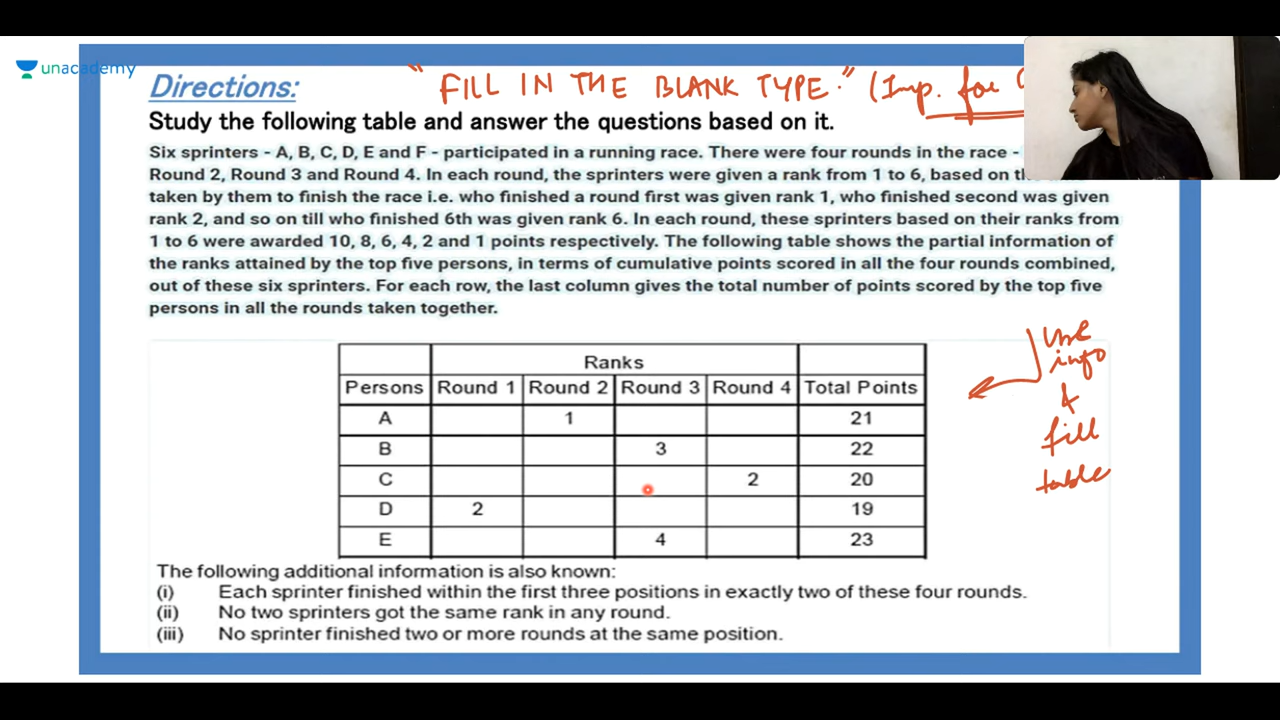 unacademy
Directions:
"FILL IN THE BLANK TYPE." (Imp. for
Study the following table and answer the questions based on it.
Six sprinters - A, B, C, D, E and F - participated in a running race. There were four rounds in the race -
Round 2, Round 3 and Round 4. In each round, the sprinters were given a rank from 1 to 6, based on
taken by them to finish the race i.e. who finished a round first was given rank 1, who finished second was given
rank 2, and so on till who finished 6th was given rank 6. In each round, these sprinters based on their ranks from
1 to 6 were awarded 10, 8, 6, 4, 2 and 1 points respectively. The following table shows the partial information of
the ranks attained by the top five persons, in terms of cumulative points scored in all the four rounds combined,
out of these six sprinters. For each row, the last column gives the total number of points scored by the top five
persons in all the rounds taken together.
Ranks
Persons Round 1 Round 2 Round 3 Round 4 Total Points
A 1 21
B 3 22
C 2 20
D 2 19
E 4 23
use
info
&
fill
table
The following additional information is also known:
(i) Each sprinter finished within the first three positions in exactly two of these four rounds.
(ii) No two sprinters got the same rank in any round.
(iii) No sprinter finished two or more rounds at the same position.